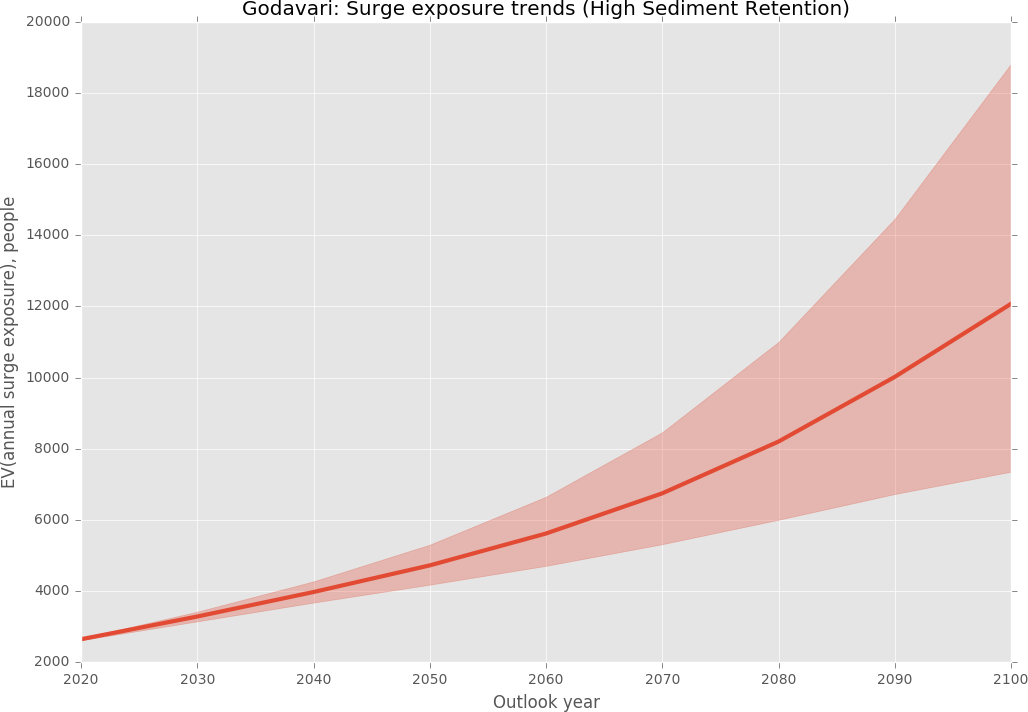 Godavari: Surge exposure trends (High Sediment Retention)
EV(annual surge exposure), people
20000
18000
16000
14000
12000
10000
8000
6000
4000
2000
2020 2030 2040 2050 2060 2070 2080 2090 2100
Outlook year